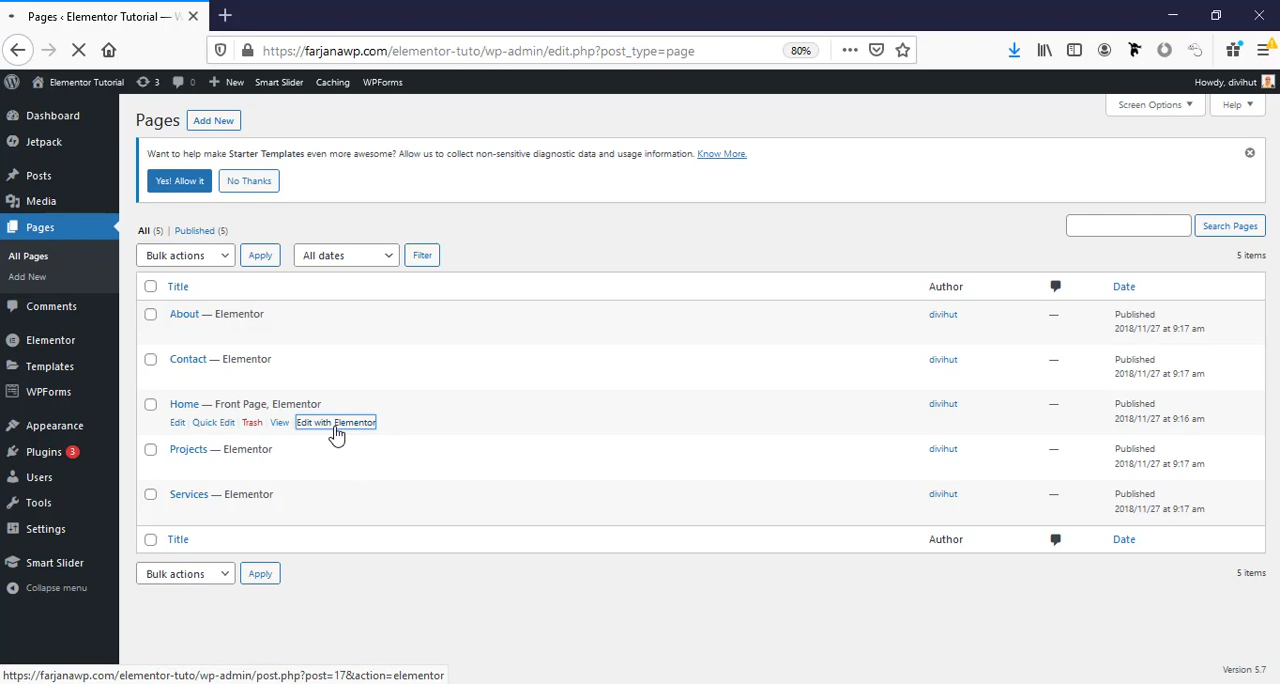 Pages ‹ Elementor Tutorial — W
https://farjanawp.com/elementor-tuto/wp-admin/edit.php?post_type=page
80%
Elementor Tutorial
3
0
New
Smart Slider
Caching
WPForms
Howdy, divihut
Dashboard
Jetpack
Posts
Media
Pages
All Pages
Add New
Comments
Elementor
Templates
WPForms
Appearance
Plugins 3
Users
Tools
Settings
Smart Slider
Collapse menu
Screen Options
Help
Pages
Add New
Want to help make Starter Templates even more awesome? Allow us to collect non-sensitive diagnostic data and usage information. Know More.
Yes! Allow it
No Thanks
All (5) | Published (5)
Search Pages
Bulk actions
Apply
All dates
Filter
5 items
Title
Author
Date
About — Elementor
divihut
—
Published
2018/11/27 at 9:17 am
Contact — Elementor
divihut
—
Published
2018/11/27 at 9:17 am
Home — Front Page, Elementor
Edit | Quick Edit | Trash | View | Edit with Elementor
divihut
—
Published
2018/11/27 at 9:16 am
Projects — Elementor
divihut
—
Published
2018/11/27 at 9:17 am
Services — Elementor
divihut
—
Published
2018/11/27 at 9:17 am
Title
Author
Date
Bulk actions
Apply
5 items
https://farjanawp.com/elementor-tuto/wp-admin/post.php?post=17&action=elementor
Version 5.7